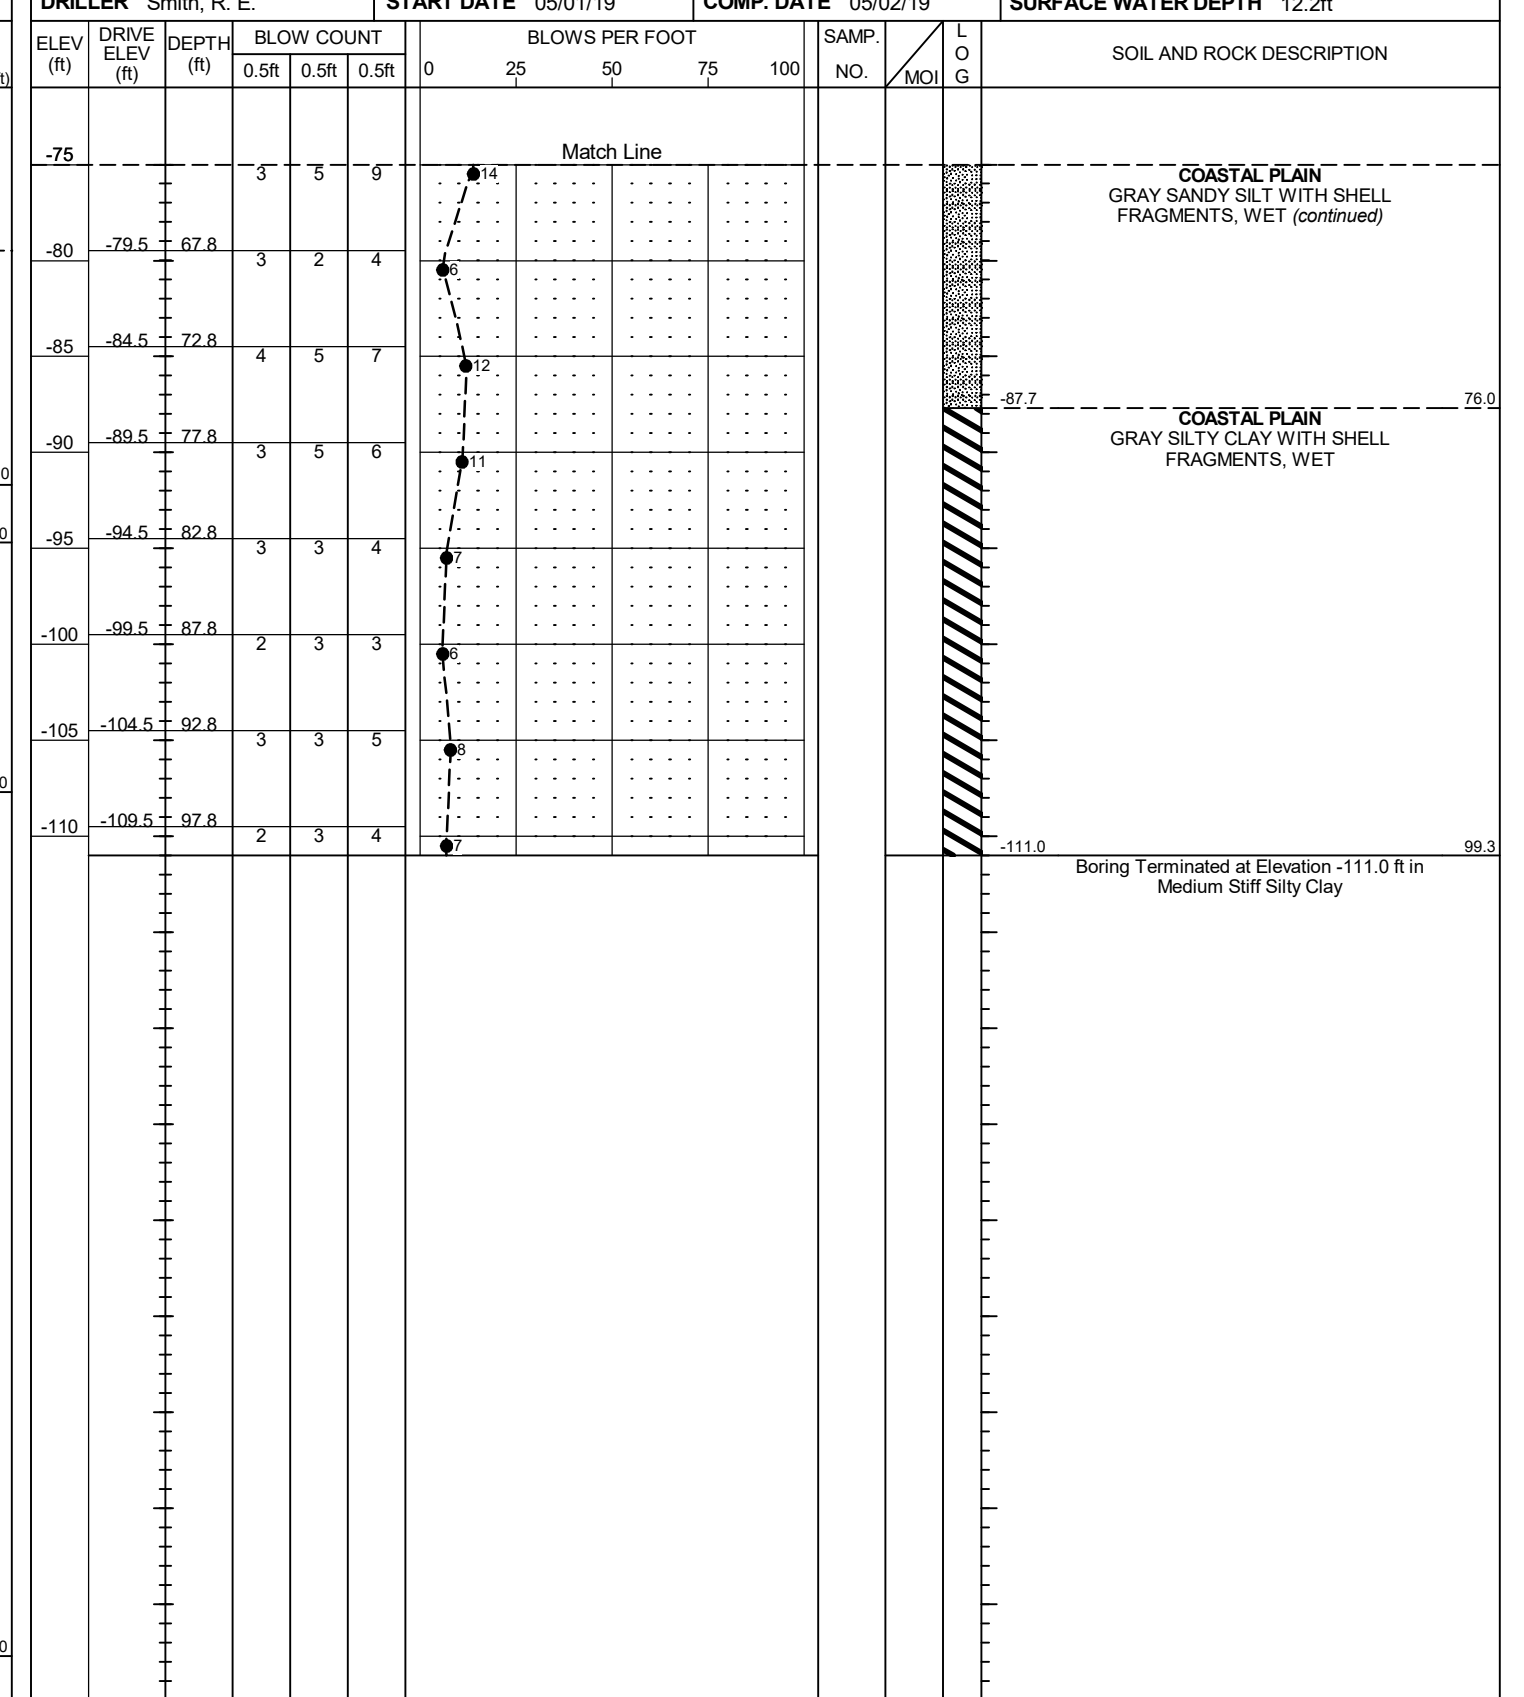 DRILLER Smith, R. E. START DATE 05/01/19 COMP. DATE 05/02/19 SURFACE WATER DEPTH 12.2ft
ELEV (ft) DRIVE ELEV (ft) DEPTH (ft) BLOW COUNT 0.5ft 0.5ft 0.5ft BLOWS PER FOOT 0 25 50 75 100 SAMP. NO. MOI LOG SOIL AND ROCK DESCRIPTION
Match Line
-75
3 5 9 14
COASTAL PLAIN
GRAY SANDY SILT WITH SHELL
FRAGMENTS, WET (continued)
-80 -79.5 67.8
3 2 4 6
-85 -84.5 72.8
4 5 7 12
-87.7 76.0
COASTAL PLAIN
GRAY SILTY CLAY WITH SHELL
FRAGMENTS, WET
-90 -89.5 77.8
3 5 6 11
-95 -94.5 82.8
3 3 4 7
-100 -99.5 87.8
2 3 3 6
-105 -104.5 92.8
3 3 5 8
-110 -109.5 97.8
2 3 4 7
-111.0 99.3
Boring Terminated at Elevation -111.0 ft in
Medium Stiff Silty Clay